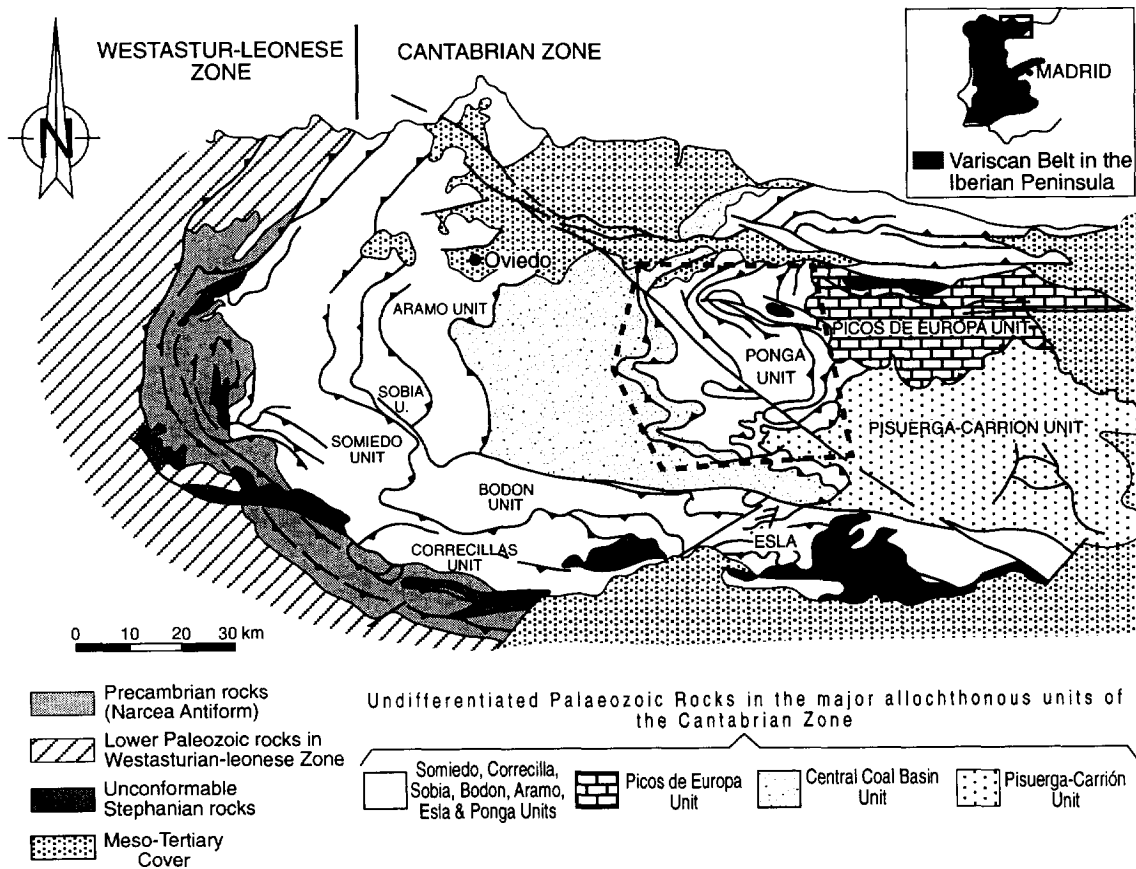 WESTASTUR-LEONESE
ZONE
CANTABRIAN ZONE
MADRID
Variscan Belt in the
Iberian Peninsula
N
Oviedo
ARAMO UNIT
PICOS DE EUROPA UNIT
PONGA
UNIT
SOBIA
U.
SOMIEDO
UNIT
PISUERGA-CARRION UNIT
BODON
UNIT
ESLA
CORRECILLAS
UNIT
0 10 20 30 km
Precambrian rocks
(Narcea Antiform)
Lower Paleozoic rocks in
Westasturian-leonese Zone
Unconformable
Stephanian rocks
Meso-Tertiary
Cover
Undifferentiated Palaeozoic Rocks in the major allochthonous units of
the Cantabrian Zone
Somiedo, Correcilla,
Sobia, Bodon, Aramo,
Esla & Ponga Units
Picos de Europa
Unit
Central Coal Basin
Unit
Pisuerga-Carrión
Unit